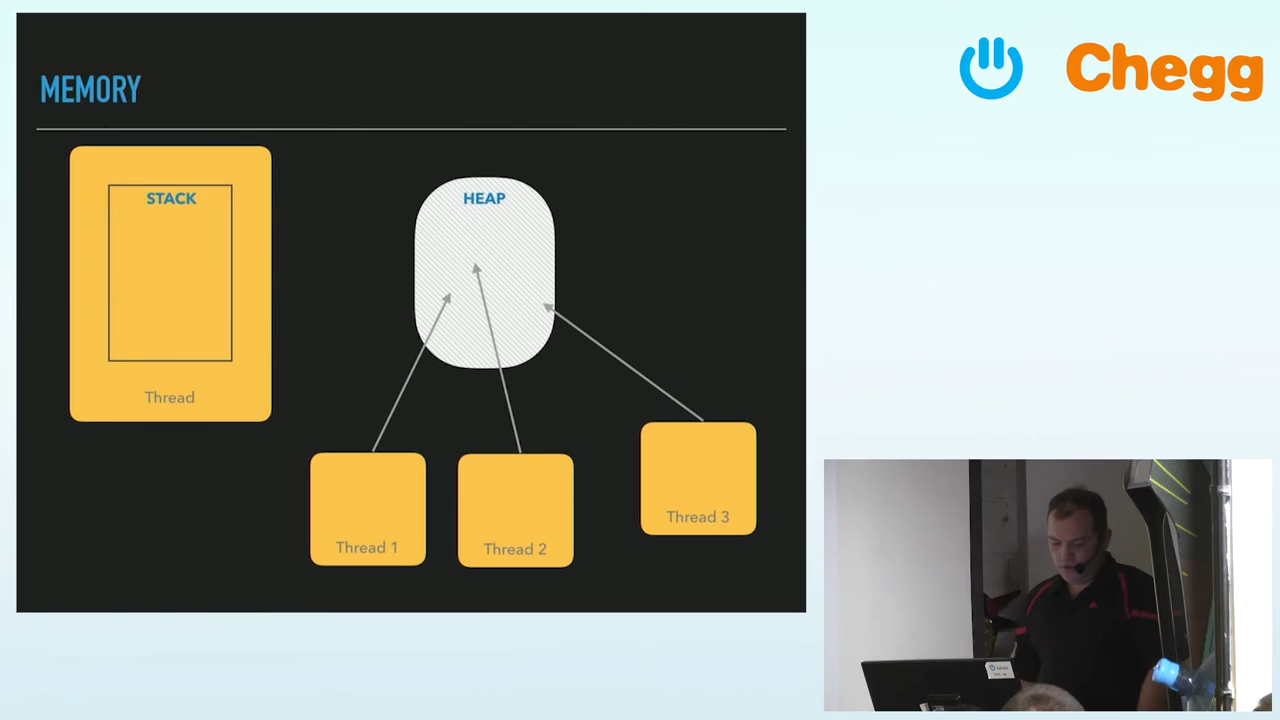 MEMORY
STACK
Thread
HEAP
Thread 1
Thread 2
Thread 3
Chegg